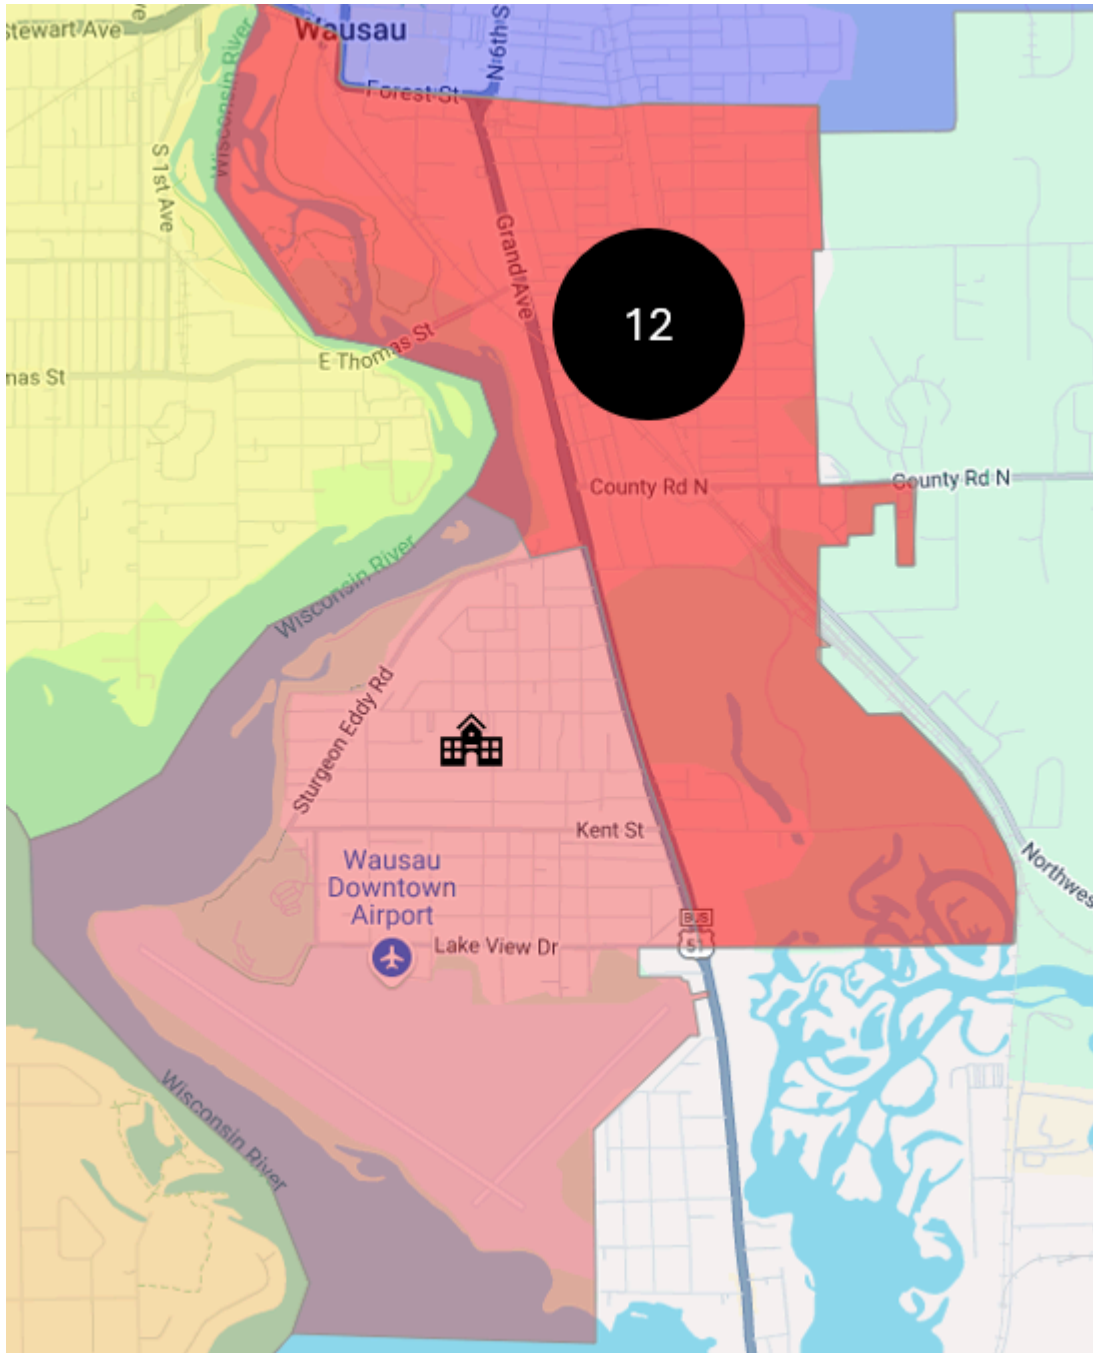 Stewart Ave
Wausau
N 6th S
Wisconsin River
Forest St
S 1st Ave
Grand Ave
12
E Thomas St
mas St
County Rd N
County Rd N
Wisconsin River
Sturgeon Eddy Rd
Kent St
Northwes
Wausau
Downtown
Airport
BUS
51
Lake View Dr
Wisconsin River